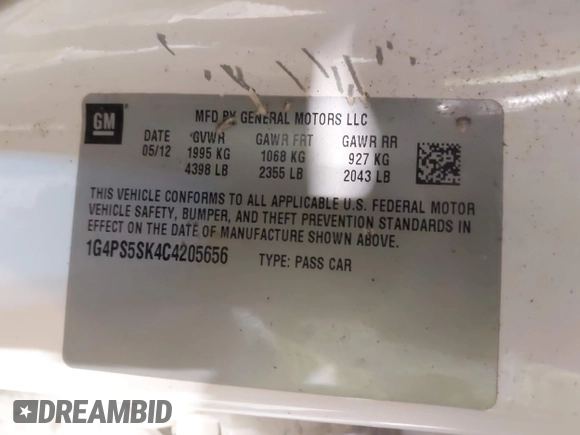 GM
MFD BY GENERAL MOTORS LLC
DATE GVWR GAWR FRT GAWR RR
05/12 1995 KG 1068 KG 927 KG
4398 LB 2355 LB 2043 LB
THIS VEHICLE CONFORMS TO ALL APPLICABLE U.S. FEDERAL MOTOR
VEHICLE SAFETY, BUMPER, AND THEFT PREVENTION STANDARDS IN
EFFECT ON THE DATE OF MANUFACTURE SHOWN ABOVE.
1G4PS5SK4C4205656 TYPE: PASS CAR
DREAMBID